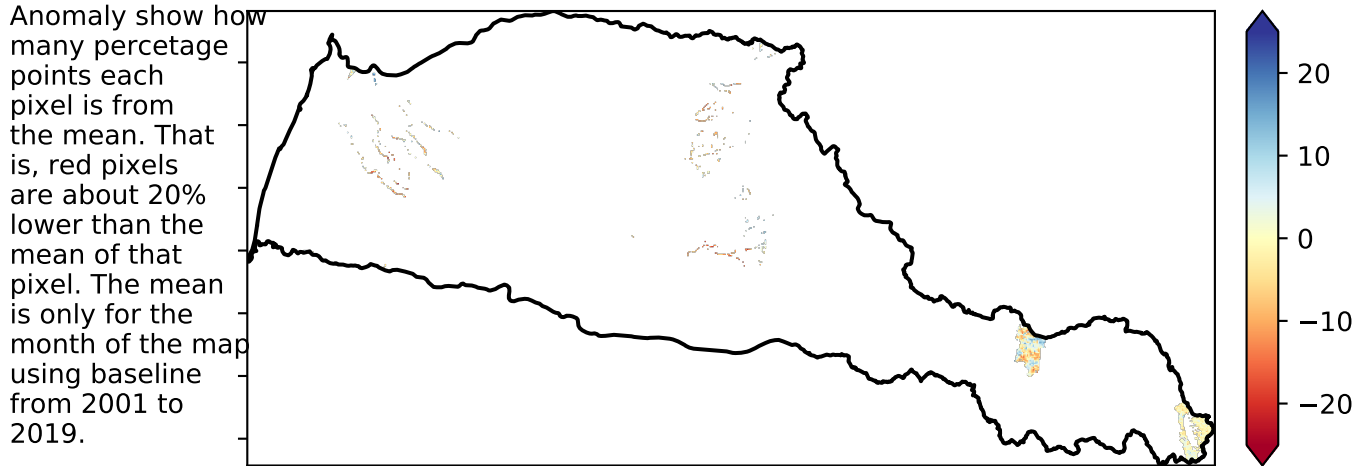 Anomaly show how
many percetage
points each
pixel is from
the mean. That
is, red pixels
are about 20%
lower than the
mean of that
pixel. The mean
is only for the
month of the map
using baseline
from 2001 to
2019.
20
10
0
−10
−20